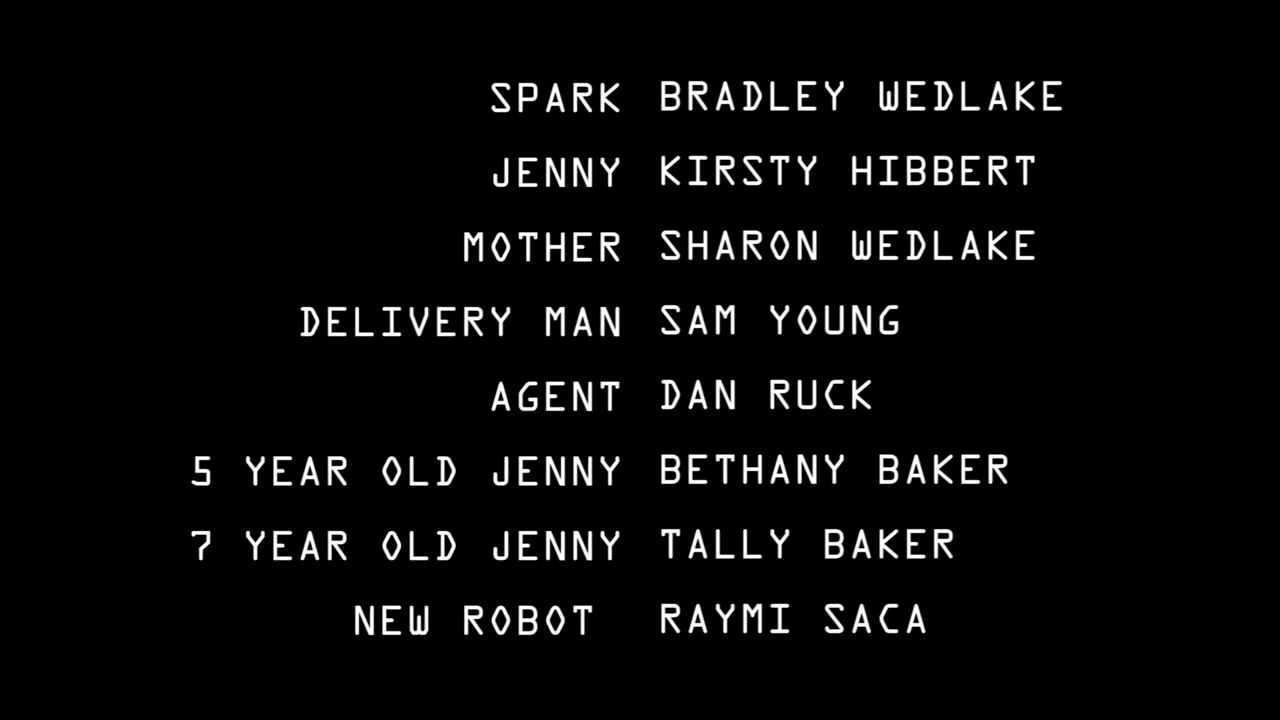 SPARK BRADLEY WEDLAKE
JENNY KIRSTY HIBBERT
MOTHER SHARON WEDLAKE
DELIVERY MAN SAM YOUNG
AGENT DAN RUCK
5 YEAR OLD JENNY BETHANY BAKER
7 YEAR OLD JENNY TALLY BAKER
NEW ROBOT RAYMI SACA